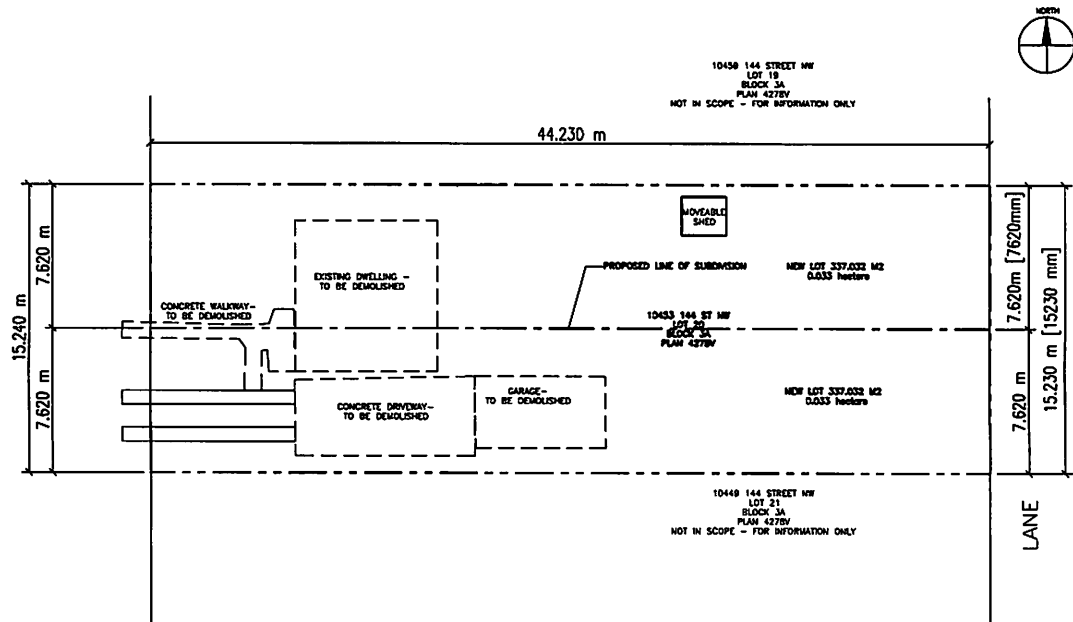 NORTH
10459 144 STREET NW
LOT 19
BLOCK 3A
PLAN 4278V
NOT IN SCOPE - FOR INFORMATION ONLY
44.230 m
15.240 m
7.620 m
7.620 m
MOVEABLE
SHED
EXISTING DWELLING -
TO BE DEMOLISHED
PROPOSED LINE OF SUBDIVISION
NEW LOT 337.032 M2
0.033 hectare
CONCRETE WALKWAY-
TO BE DEMOLISHED
10453 144 ST NW
LOT 20
BLOCK 3A
PLAN 4278V
CONCRETE DRIVEWAY-
TO BE DEMOLISHED
GARAGE-
TO BE DEMOLISHED
NEW LOT 337.032 M2
0.033 hectare
7.620m [7620mm]
7.620 m
15.230 m [15230 mm]
10449 144 STREET NW
LOT 21
BLOCK 3A
PLAN 4278V
NOT IN SCOPE - FOR INFORMATION ONLY
LANE